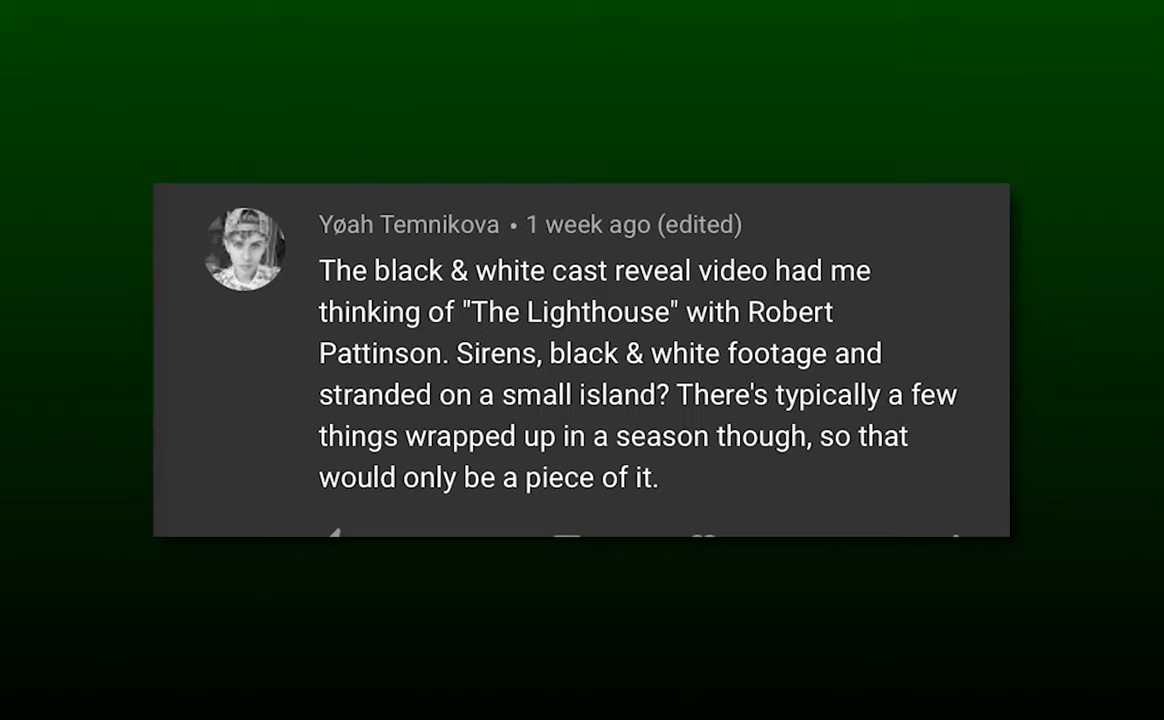 Yøah Temnikova • 1 week ago (edited)
The black & white cast reveal video had me
thinking of "The Lighthouse" with Robert
Pattinson. Sirens, black & white footage and
stranded on a small island? There's typically a few
things wrapped up in a season though, so that
would only be a piece of it.